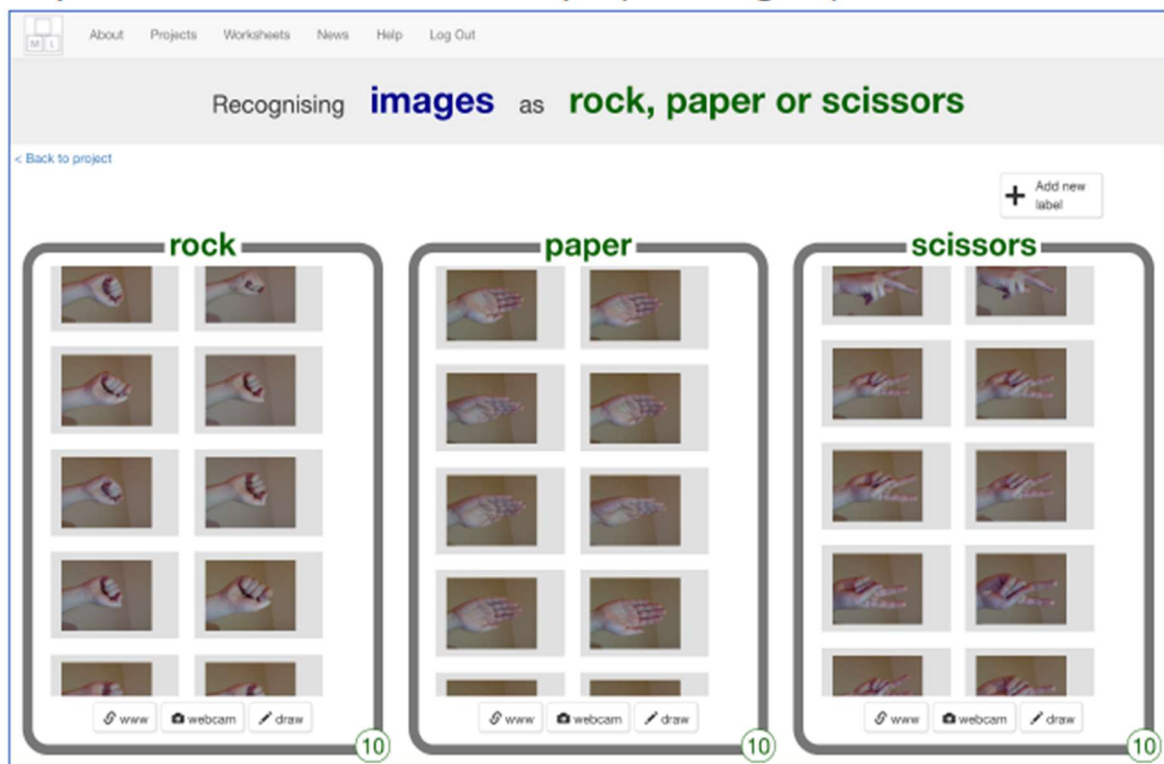 M L About Projects Worksheets News Help Log Out
Recognising images as rock, paper or scissors
< Back to project
+ Add new
label
rock paper scissors
www webcam draw www webcam draw www webcam draw
10 10 10